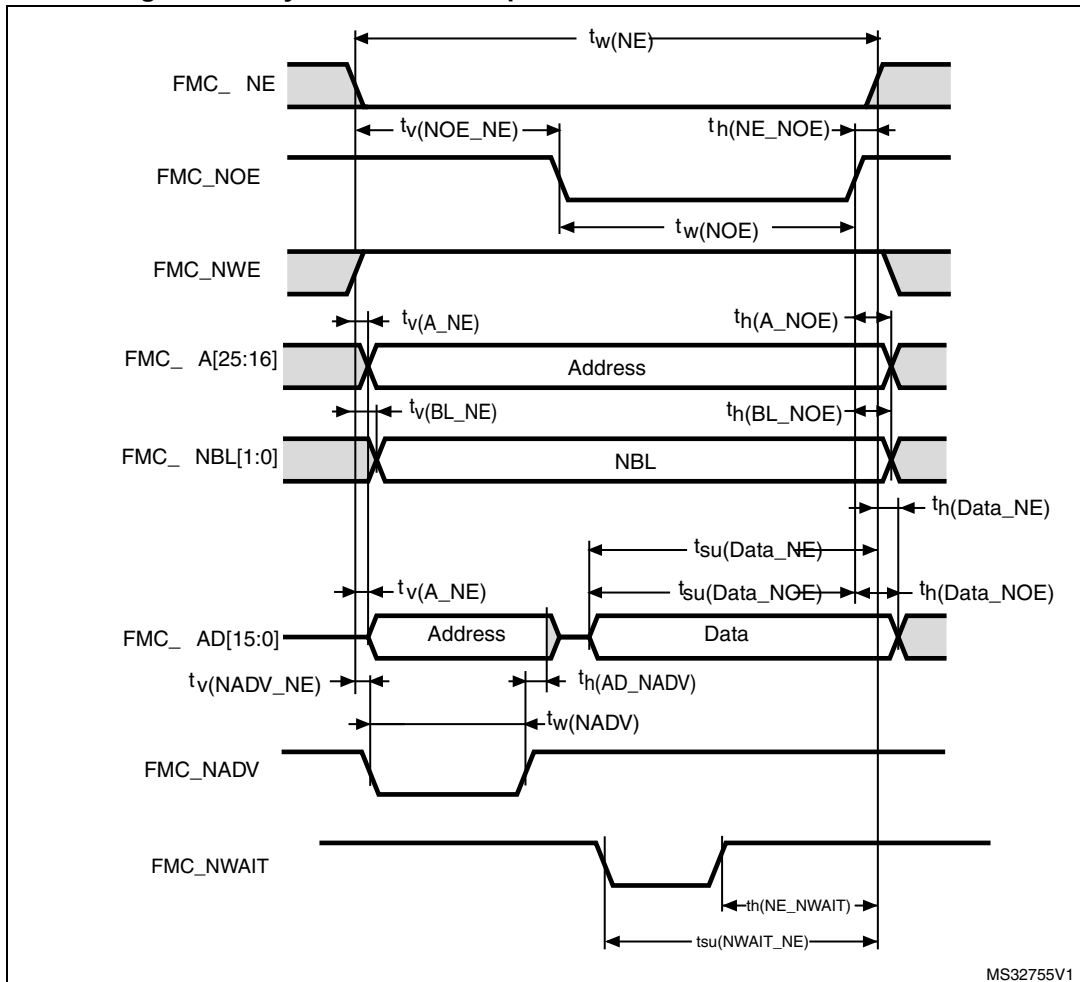 tw(NE)
FMC_ NE
tv(NOE_NE)
th(NE_NOE)
FMC_NOE
tw(NOE)
FMC_NWE
tv(A_NE)
th(A_NOE)
FMC_ A[25:16]
Address
tv(BL_NE)
th(BL_NOE)
FMC_ NBL[1:0]
NBL
th(Data_NE)
tsu(Data_NE)
tv(A_NE)
tsu(Data_NOE)
th(Data_NOE)
FMC_ AD[15:0]
Address
Data
tv(NADV_NE)
th(AD_NADV)
tw(NADV)
FMC_NADV
FMC_NWAIT
th(NE_NWAIT)
tsu(NWAIT_NE)
MS32755V1